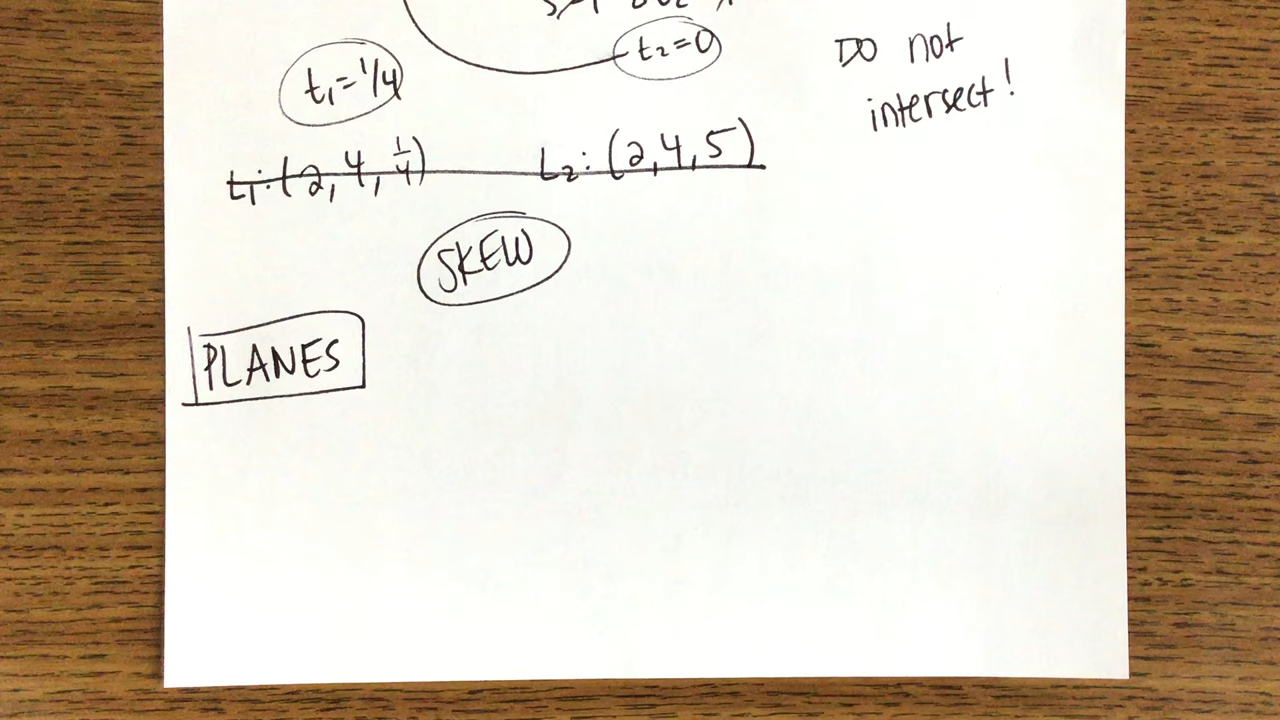 t₂=0
DO not
t₁=1/4
intersect!
L₁:(2,4,1/4) L₂:(2,4,5)
SKEW
PLANES